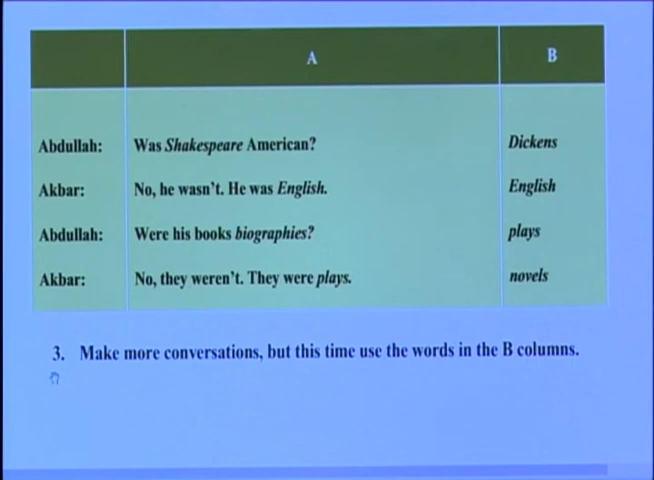 A B
Abdullah: Was Shakespeare American? Dickens
Akbar: No, he wasn't. He was English. English
Abdullah: Were his books biographies? plays
Akbar: No, they weren't. They were plays. novels
3. Make more conversations, but this time use the words in the B columns.